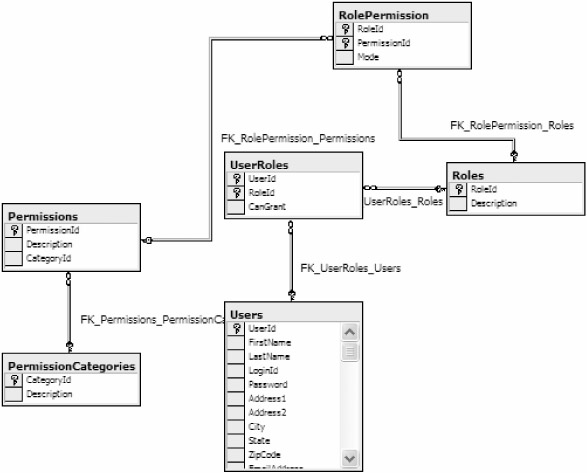 RolePermission
RoleId
PermissionId
Mode
FK_RolePermission_Roles
FK_RolePermission_Permissions
UserRoles
UserId
RoleId
CanGrant
Roles
RoleId
Description
UserRoles_Roles
Permissions
PermissionId
Description
CategoryId
FK_UserRoles_Users
FK_Permissions_PermissionCa
Users
UserId
FirstName
LastName
LoginId
Password
Address1
Address2
City
State
ZipCode
EmailAddress
PermissionCategories
CategoryId
Description